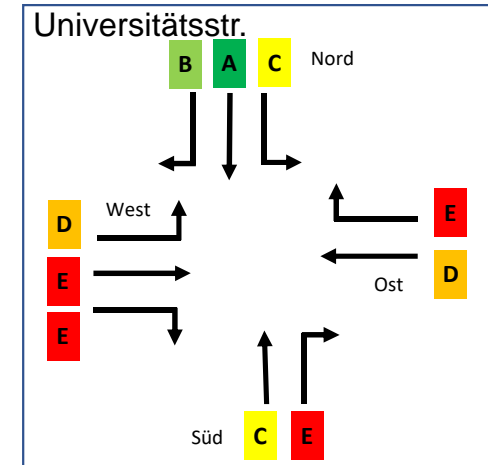 Universitätsstr.
B A C Nord
D West
E
E
E
Ost D
Süd C E